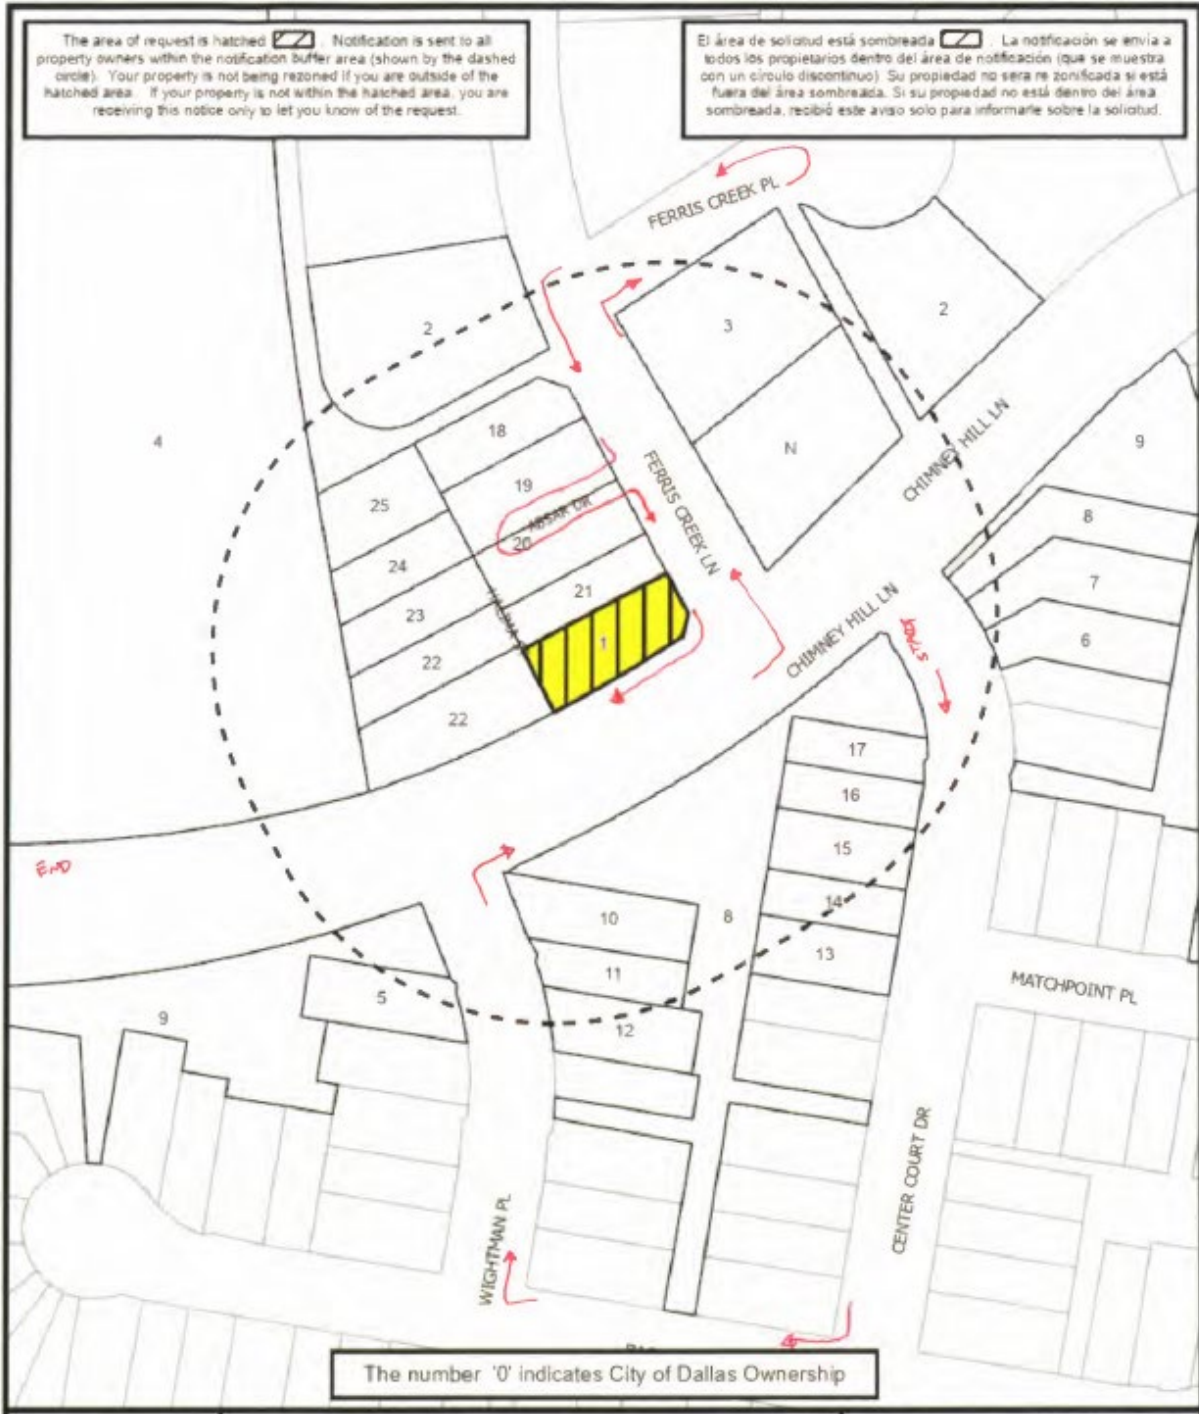 The area of request is hatched . Notification is sent to all
property owners within the notification buffer area (shown by the dashed
circle). Your property is not being rezoned if you are outside of the
hatched area. If your property is not within the hatched area, you are
receiving this notice only to let you know of the request.
El área de solicitud está sombreada . La notificación se envía a
todos los propietarios dentro del área de notificación (que se muestra
con un círculo discontinuo) Su propiedad no sera re zonificada si está
fuera del área sombreada. Si su propiedad no está dentro del área
sombreada, recibió este aviso solo para informarle sobre la solicitud.
FERRIS CREEK PL
2
3
2
4
18
CHIMNEY HILL LN
9
N
25
19
FERRIS CREEK LN
8
ABSAR DR
20
24
7
21
23
CHIMNEY HILL LN
START
1
6
22
22
17
16
15
END
14
10
8
13
11
MATCHPOINT PL
5
12
9
CENTER COURT DR
WIGHTMAN PL
The number '0' indicates City of Dallas Ownership